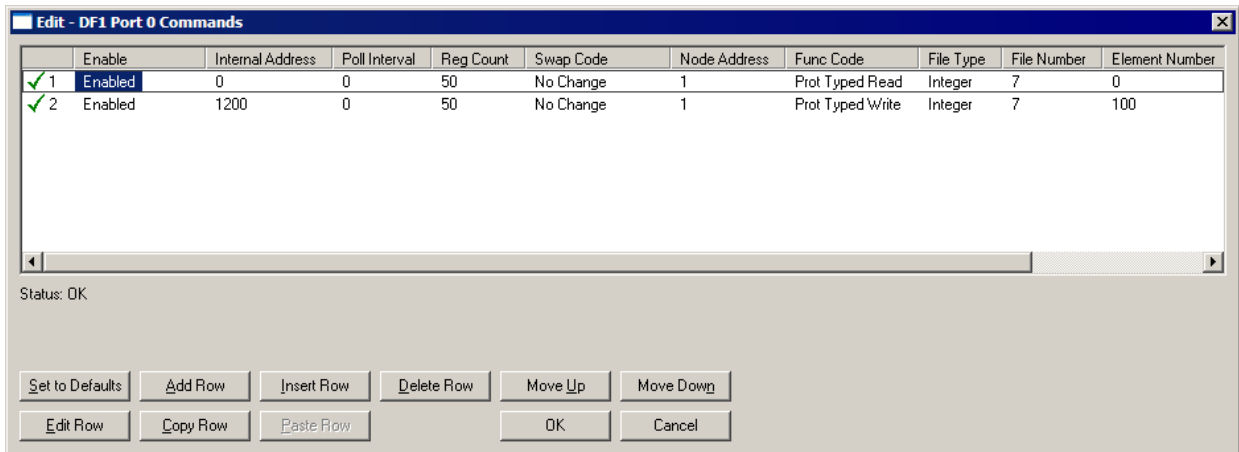 Edit - DF1 Port 0 Commands
Enable Internal Address Poll Interval Reg Count Swap Code Node Address Func Code File Type File Number Element Number
1 Enabled 0 0 50 No Change 1 Prot Typed Read Integer 7 0
2 Enabled 1200 0 50 No Change 1 Prot Typed Write Integer 7 100
Status: OK
Set to Defaults Add Row Insert Row Delete Row Move Up Move Down
Edit Row Copy Row Paste Row OK Cancel